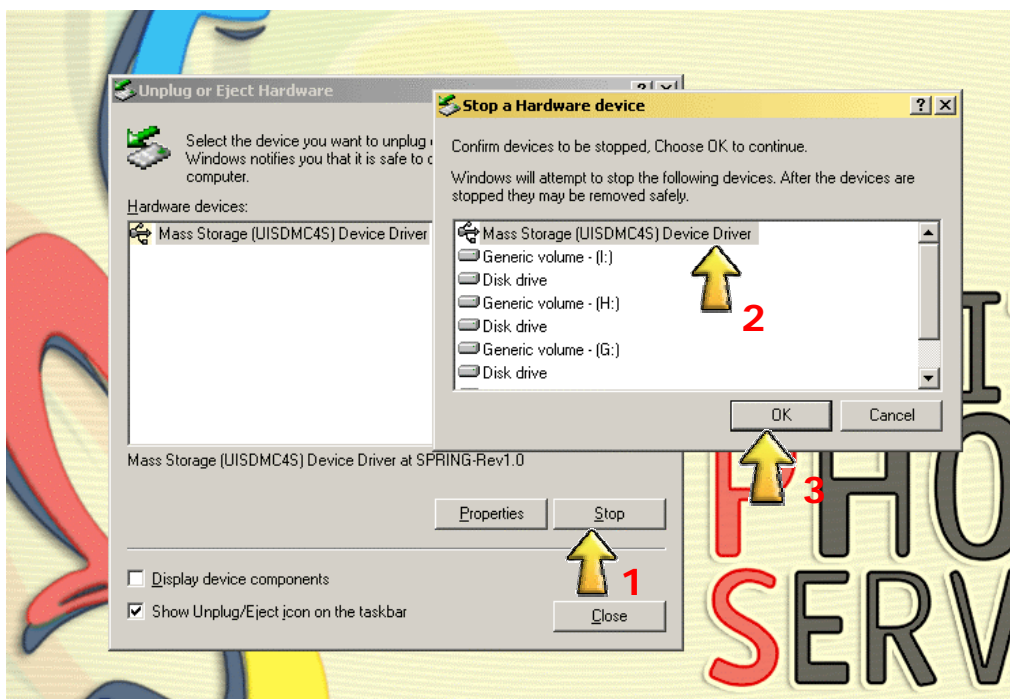 Unplug or Eject Hardware
Select the device you want to unplug
Windows notifies you that it is safe to
computer.
Hardware devices:
Mass Storage (UISDMC4S) Device Driver
Mass Storage (UISDMC4S) Device Driver at SPRING-Rev1.0
Properties
Stop
1
Display device components
Show Unplug/Eject icon on the taskbar
Close
Stop a Hardware device
Confirm devices to be stopped, Choose OK to continue.
Windows will attempt to stop the following devices. After the devices are
stopped they may be removed safely.
Mass Storage (UISDMC4S) Device Driver
Generic volume - (I:)
Disk drive
Generic volume - (H:)
Disk drive
Generic volume - (G:)
Disk drive
2
OK
Cancel
3
PHO
SERV